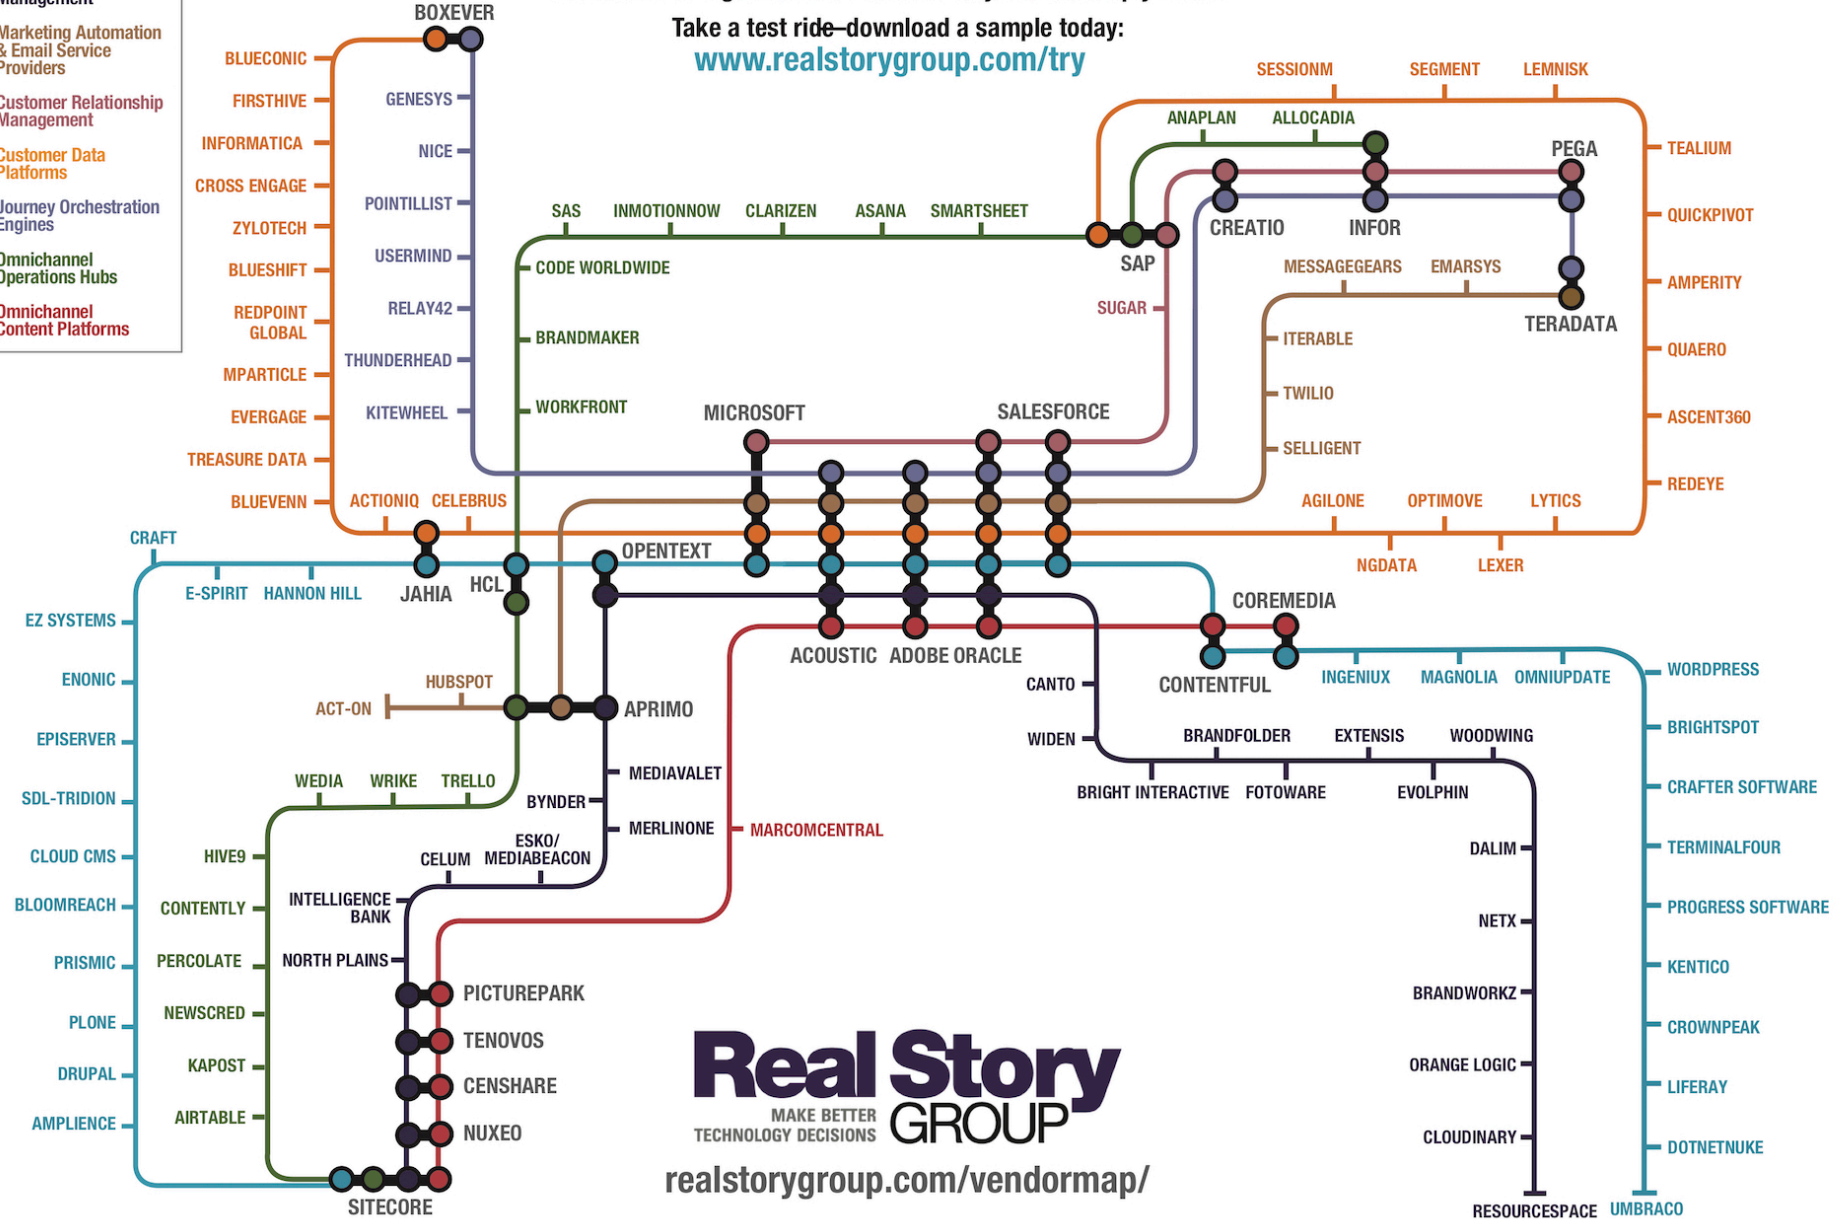 Marketing Automation
& Email Service
Providers
Customer Relationship
Management
Customer Data
Platforms
Journey Orchestration
Engines
Omnichannel
Operations Hubs
Omnichannel
Content Platforms
Take a test ride–download a sample today:
www.realstorygroup.com/try
BOXEVER
BLUECONIC
FIRSTHIVE
INFORMATICA
CROSS ENGAGE
ZYLOTECH
BLUESHIFT
REDPOINT
GLOBAL
MPARTICLE
EVERGAGE
TREASURE DATA
BLUEVENN
ACTIONIQ
CELEBRUS
GENESYS
NICE
POINTILLIST
USERMIND
RELAY42
THUNDERHEAD
KITEWHEEL
SAS
INMOTIONNOW
CLARIZEN
ASANA
SMARTSHEET
CODE WORLDWIDE
BRANDMAKER
WORKFRONT
SESSIONM
SEGMENT
LEMNISK
ANAPLAN
ALLOCADIA
PEGA
CREATIO
INFOR
SAP
SUGAR
MESSAGEGEARS
EMARSYS
TERADATA
ITERABLE
TWILIO
SELLIGENT
TEALIUM
QUICKPIVOT
AMPERITY
QUAERO
ASCENT360
REDEYE
AGILONE
OPTIMOVE
LYTICS
NGDATA
LEXER
MICROSOFT
SALESFORCE
CRAFT
E-SPIRIT
HANNON HILL
JAHIA
HCL
OPENTEXT
ACOUSTIC
ADOBE
ORACLE
COREMEDIA
CONTENTFUL
INGENIUX
MAGNOLIA
OMNIUPDATE
EZ SYSTEMS
ENONIC
EPISERVER
SDL-TRIDION
CLOUD CMS
BLOOMREACH
PRISMIC
PLONE
DRUPAL
AMPLIENCE
HUBSPOT
ACT-ON
APRIMO
WEDIA
WRIKE
TRELLO
HIVE9
CONTENTLY
PERCOLATE
NEWSCRED
KAPOST
AIRTABLE
MEDIAVALET
BYNDER
MERLINONE
ESKO/
MEDIABEACON
CELUM
INTELLIGENCE
BANK
NORTH PLAINS
MARCOMCENTRAL
PICTUREPARK
TENOVOS
CENSHARE
NUXEO
SITECORE
CANTO
WIDEN
BRANDFOLDER
EXTENSIS
WOODWING
BRIGHT INTERACTIVE
FOTOWARE
EVOLPHIN
DALIM
NETX
BRANDWORKZ
ORANGE LOGIC
CLOUDINARY
RESOURCESPACE
WORDPRESS
BRIGHTSPOT
CRAFTER SOFTWARE
TERMINALFOUR
PROGRESS SOFTWARE
KENTICO
CROWNPEAK
LIFERAY
DOTNETNUKE
UMBRACO
Real Story
GROUP
MAKE BETTER
TECHNOLOGY DECISIONS
realstorygroup.com/vendormap/